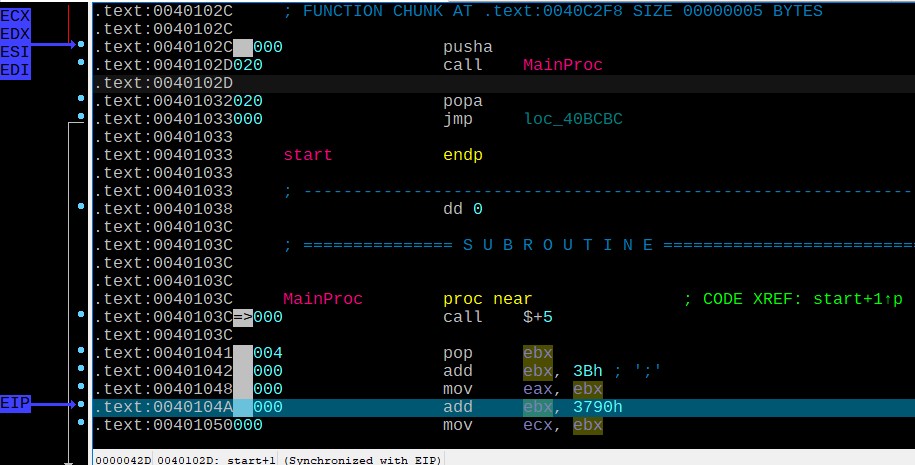 ECX
EDX
ESI
EDI
EIP
.text:0040102C ; FUNCTION CHUNK AT .text:0040C2F8 SIZE 00000005 BYTES
.text:0040102C
.text:0040102C 000 pusha
.text:0040102D 020 call MainProc
.text:0040102D
.text:00401032 020 popa
.text:00401033 000 jmp loc_40BCBC
.text:00401033
.text:00401033 start endp
.text:00401033
.text:00401033 ; -------------------------------------------------------------
.text:00401038 dd 0
.text:0040103C
.text:0040103C ; =============== S U B R O U T I N E ==========================
.text:0040103C
.text:0040103C
.text:0040103C MainProc proc near ; CODE XREF: start+1↑p
.text:0040103C=>000 call $+5
.text:0040103C
.text:00401041 004 pop ebx
.text:00401042 000 add ebx, 3Bh ; ';'
.text:00401048 000 mov eax, ebx
.text:0040104A 000 add ebx, 3790h
.text:00401050 000 mov ecx, ebx
0000042D 0040102D: start+1 (Synchronized with EIP)